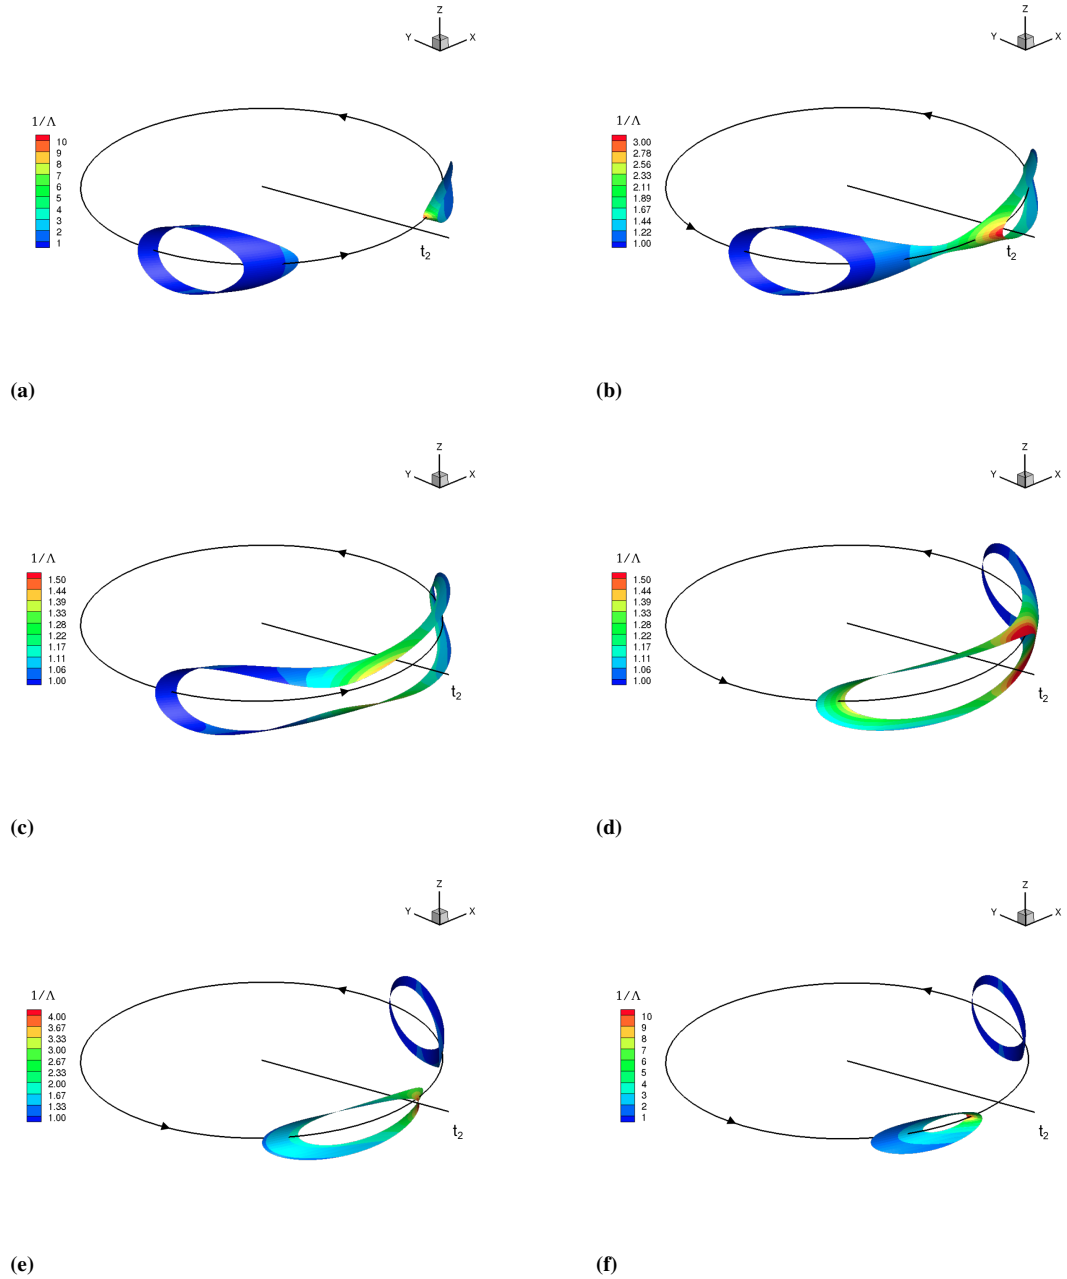 Z
Y X
1/Λ
10
9
8
7
6
5
4
3
2
1
t2
(a)
Z
Y X
1/Λ
3.00
2.78
2.56
2.33
2.11
1.89
1.67
1.44
1.22
1.00
t2
(b)
Z
Y X
1/Λ
1.50
1.44
1.39
1.33
1.28
1.22
1.17
1.11
1.06
1.00
t2
(c)
Z
Y X
1/Λ
1.50
1.44
1.39
1.33
1.28
1.22
1.17
1.11
1.06
1.00
t2
(d)
Z
Y X
1/Λ
4.00
3.67
3.33
3.00
2.67
2.33
2.00
1.67
1.33
1.00
t2
(e)
Z
Y X
1/Λ
10
9
8
7
6
5
4
3
2
1
t2
(f)